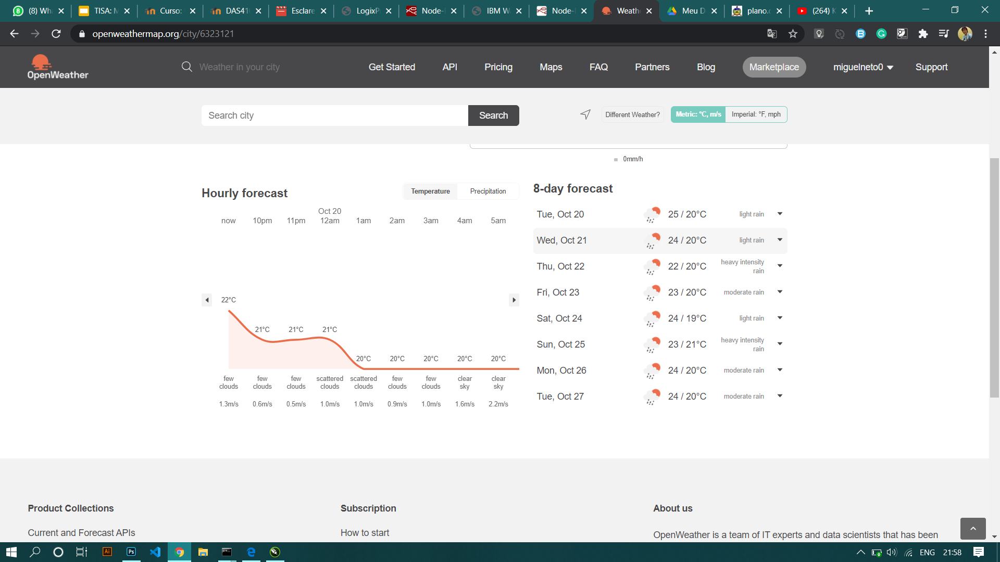 (8) Wh
TISA: M
Curso:
DAS41
Esclare
LogixP
Node-
IBM W
Node-
Weath
Meu D
plano.
(264) K
openweathermap.org/city/6323121
OpenWeather
Weather in your city
Get Started
API
Pricing
Maps
FAQ
Partners
Blog
Marketplace
miguelneto0
Support
Search city
Search
Different Weather?
Metric: °C, m/s
Imperial: °F, mph
0mm/h
Hourly forecast
Temperature
Precipitation
Oct 20
now 10pm 11pm 12am 1am 2am 3am 4am 5am
22°C
21°C 21°C 21°C
20°C 20°C 20°C 20°C 20°C
few few few scattered scattered few few clear clear
clouds clouds clouds clouds clouds clouds clouds sky sky
1.3m/s 0.6m/s 0.5m/s 1.0m/s 1.0m/s 0.9m/s 1.0m/s 1.6m/s 2.2m/s
8-day forecast
Tue, Oct 20 25 / 20°C light rain
Wed, Oct 21 24 / 20°C light rain
Thu, Oct 22 22 / 20°C heavy intensity
rain
Fri, Oct 23 23 / 20°C moderate rain
Sat, Oct 24 24 / 19°C light rain
Sun, Oct 25 23 / 21°C heavy intensity
rain
Mon, Oct 26 24 / 20°C moderate rain
Tue, Oct 27 24 / 20°C moderate rain
Product Collections
Current and Forecast APIs
Subscription
How to start
About us
OpenWeather is a team of IT experts and data scientists that has been
Ai
Ps
ENG
21:58